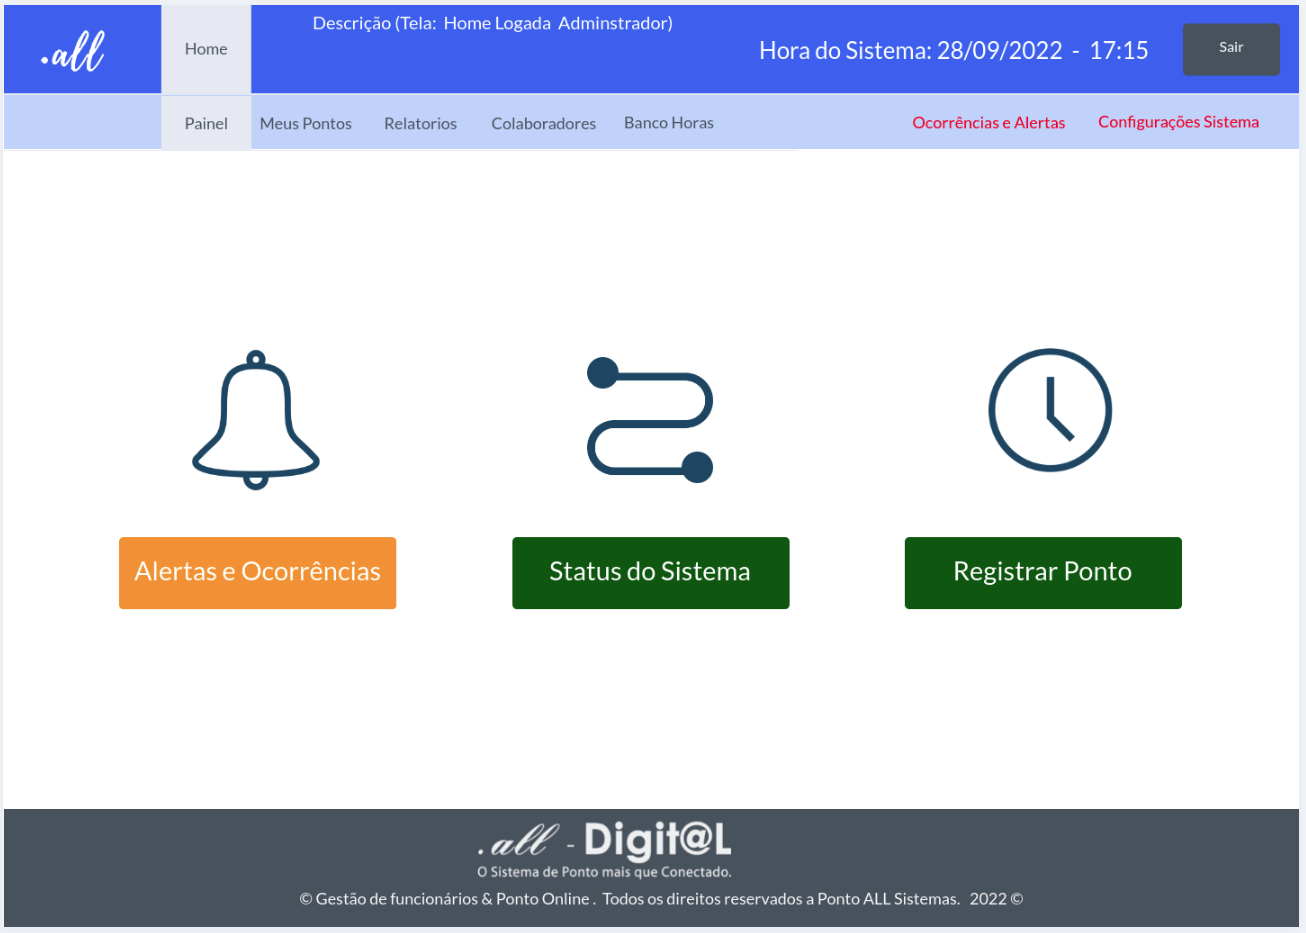 .all
Home
Descrição (Tela: Home Logada Adminstrador)
Hora do Sistema: 28/09/2022 - 17:15
Sair
Painel
Meus Pontos
Relatorios
Colaboradores
Banco Horas
Ocorrências e Alertas
Configurações Sistema
Alertas e Ocorrências
Status do Sistema
Registrar Ponto
.all - Digit@L
O Sistema de Ponto mais que Conectado.
© Gestão de funcionários & Ponto Online . Todos os direitos reservados a Ponto ALL Sistemas. 2022 ©